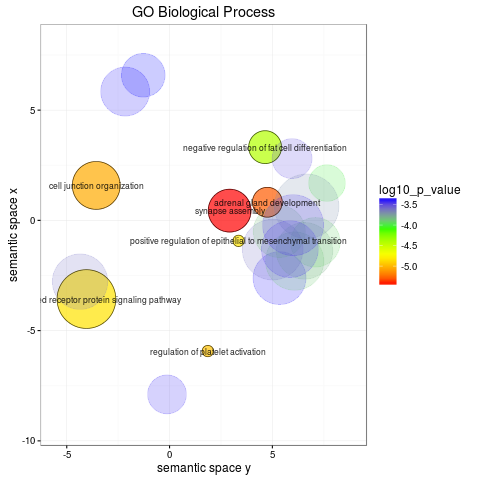 GO Biological Process
negative regulation of fat cell differentiation
cell junction organization
adrenal gland development
synapse assembly
positive regulation of epithelial to mesenchymal transition
d receptor protein signaling pathway
regulation of platelet activation
5
0
-5
-10
-5
0
5
semantic space y
semantic space x
log10_p_value
-3.5
-4.0
-4.5
-5.0